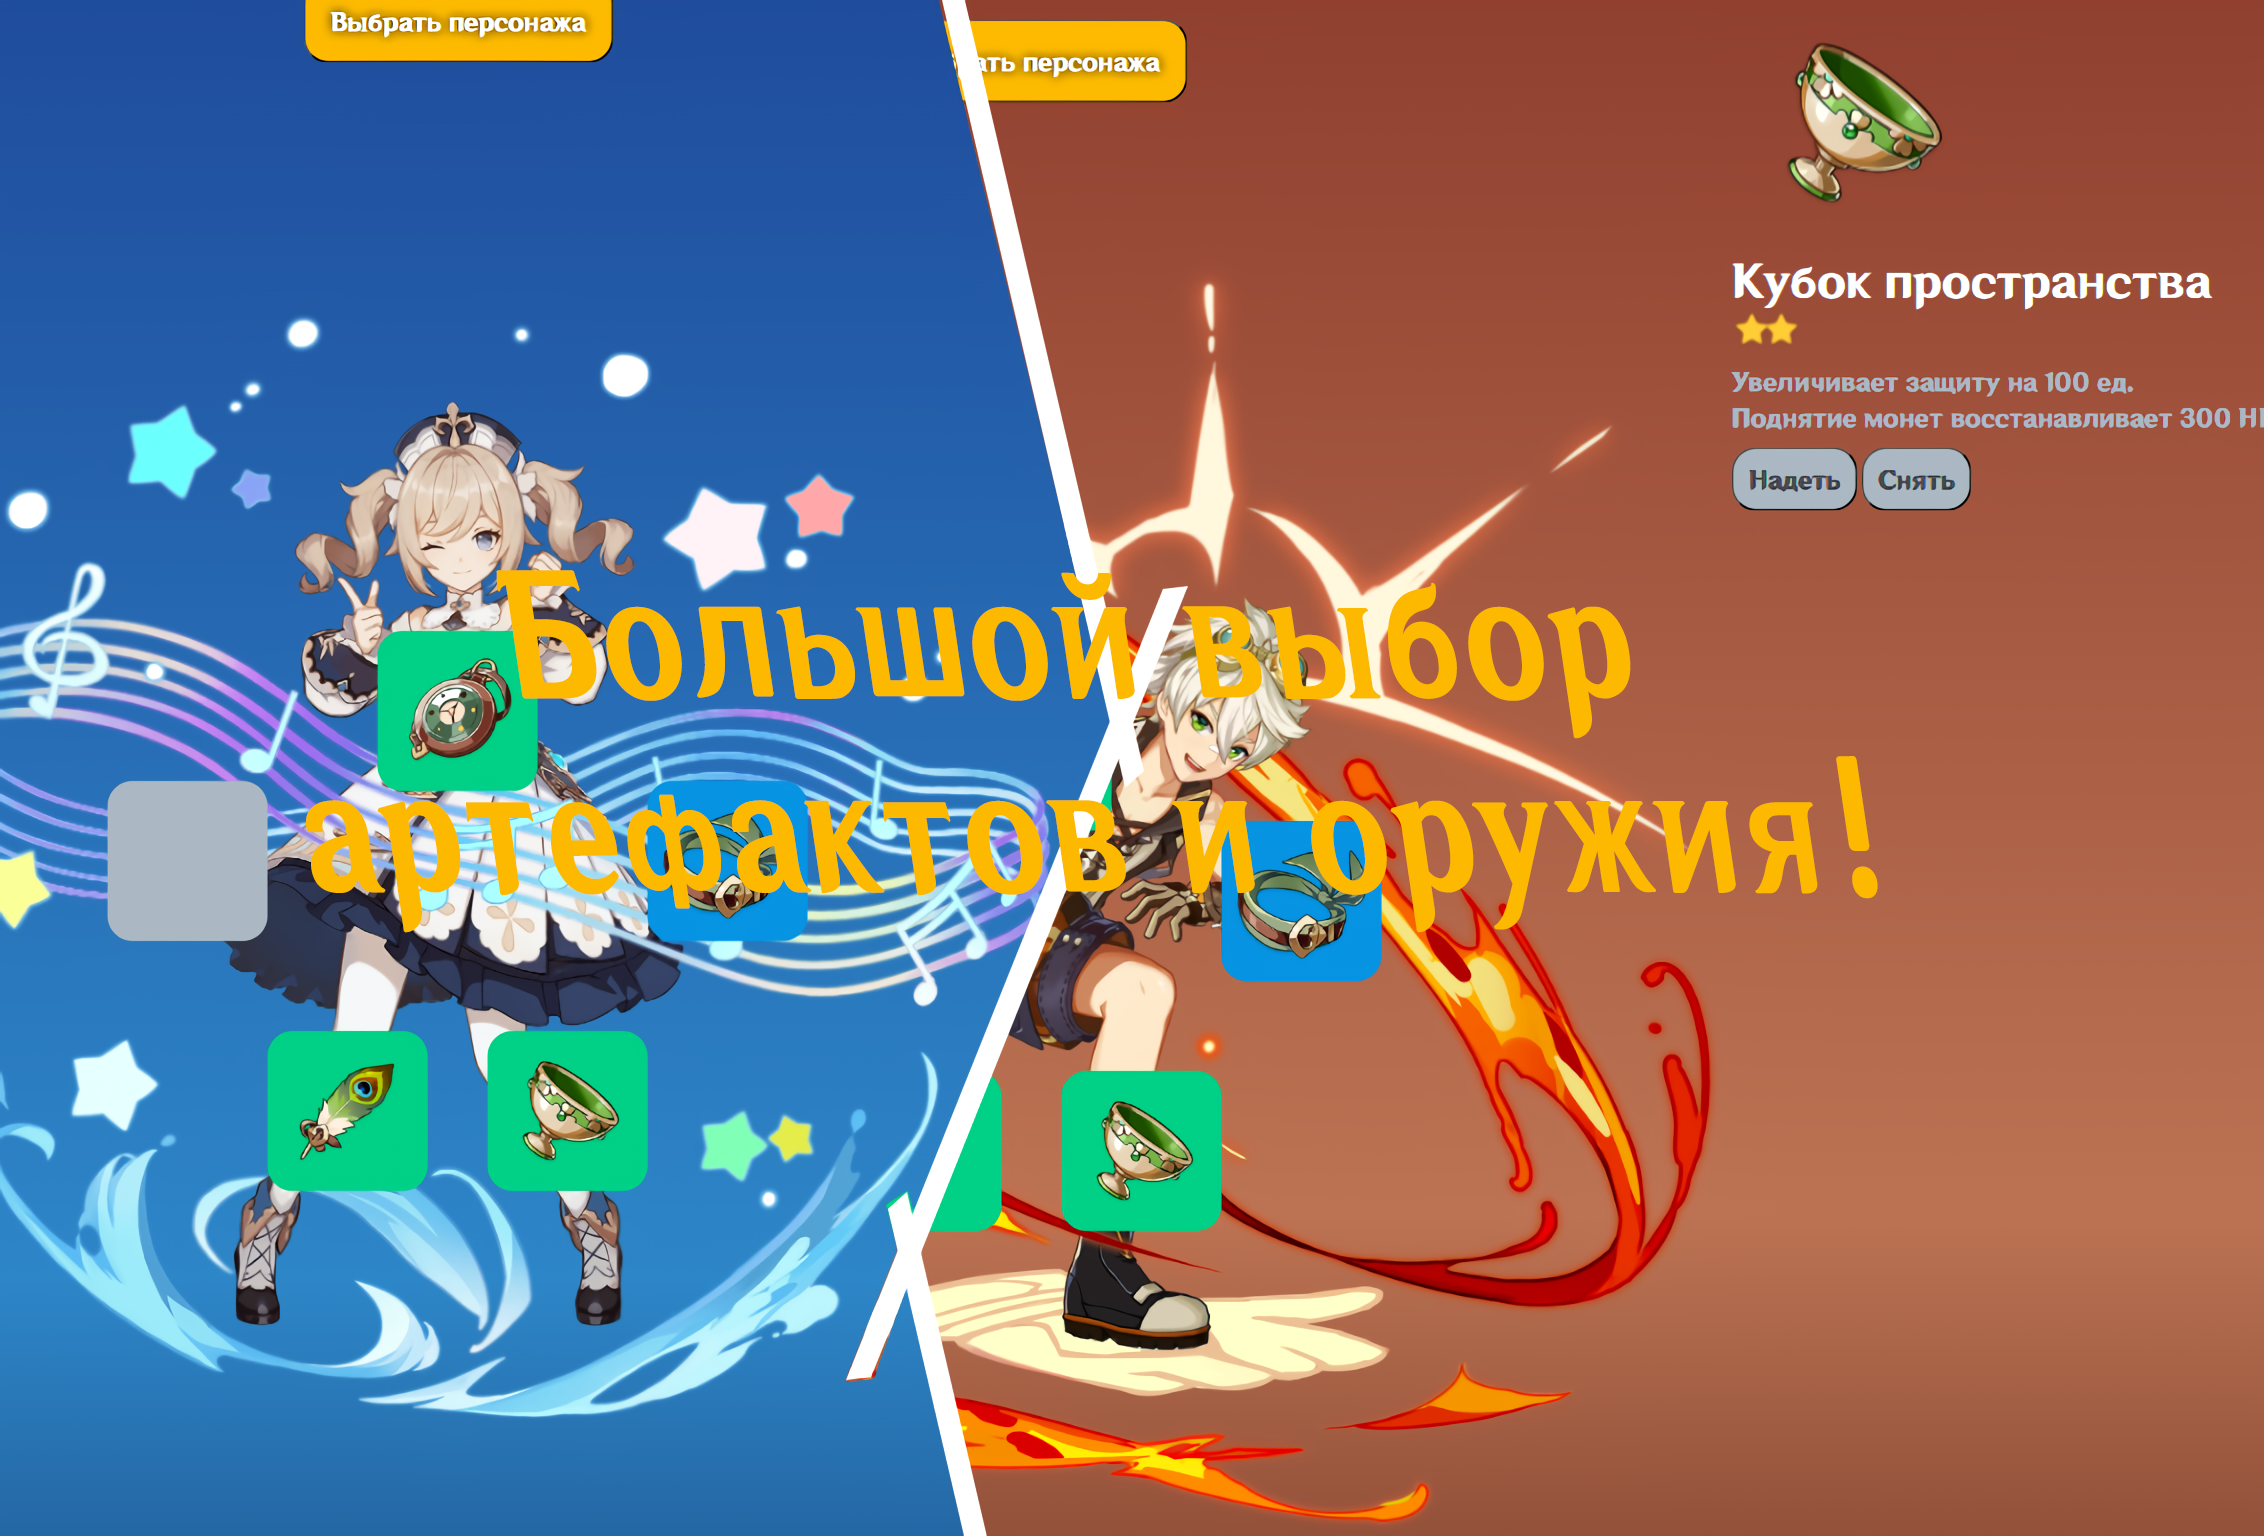 Выбрать персонажа
ать персонажа
Кубок пространства
Увеличивает защиту на 100 ед.
Поднятие монет восстанавливает 300
Надеть Снять
Большой выбор
артефактов и оружия!